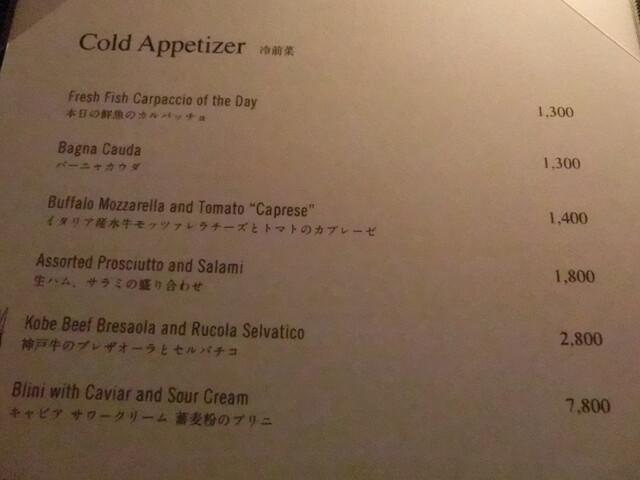 Cold Appetizer 冷前菜
Fresh Fish Carpaccio of the Day
本日の鮮魚のカルパッチョ
1,300
Bagna Cauda
バーニャカウダ
1,300
Buffalo Mozzarella and Tomato “Caprese”
イタリア産水牛モッツァレラチーズとトマトのカプレーゼ
1,400
Assorted Prosciutto and Salami
生ハム、サラミの盛り合わせ
1,800
Kobe Beef Bresaola and Rucola Selvatico
神戸牛のブレザオーラとセルバチコ
2,800
Blini with Caviar and Sour Cream
キャビア サワークリーム 蕎麦粉のブリニ
7,800